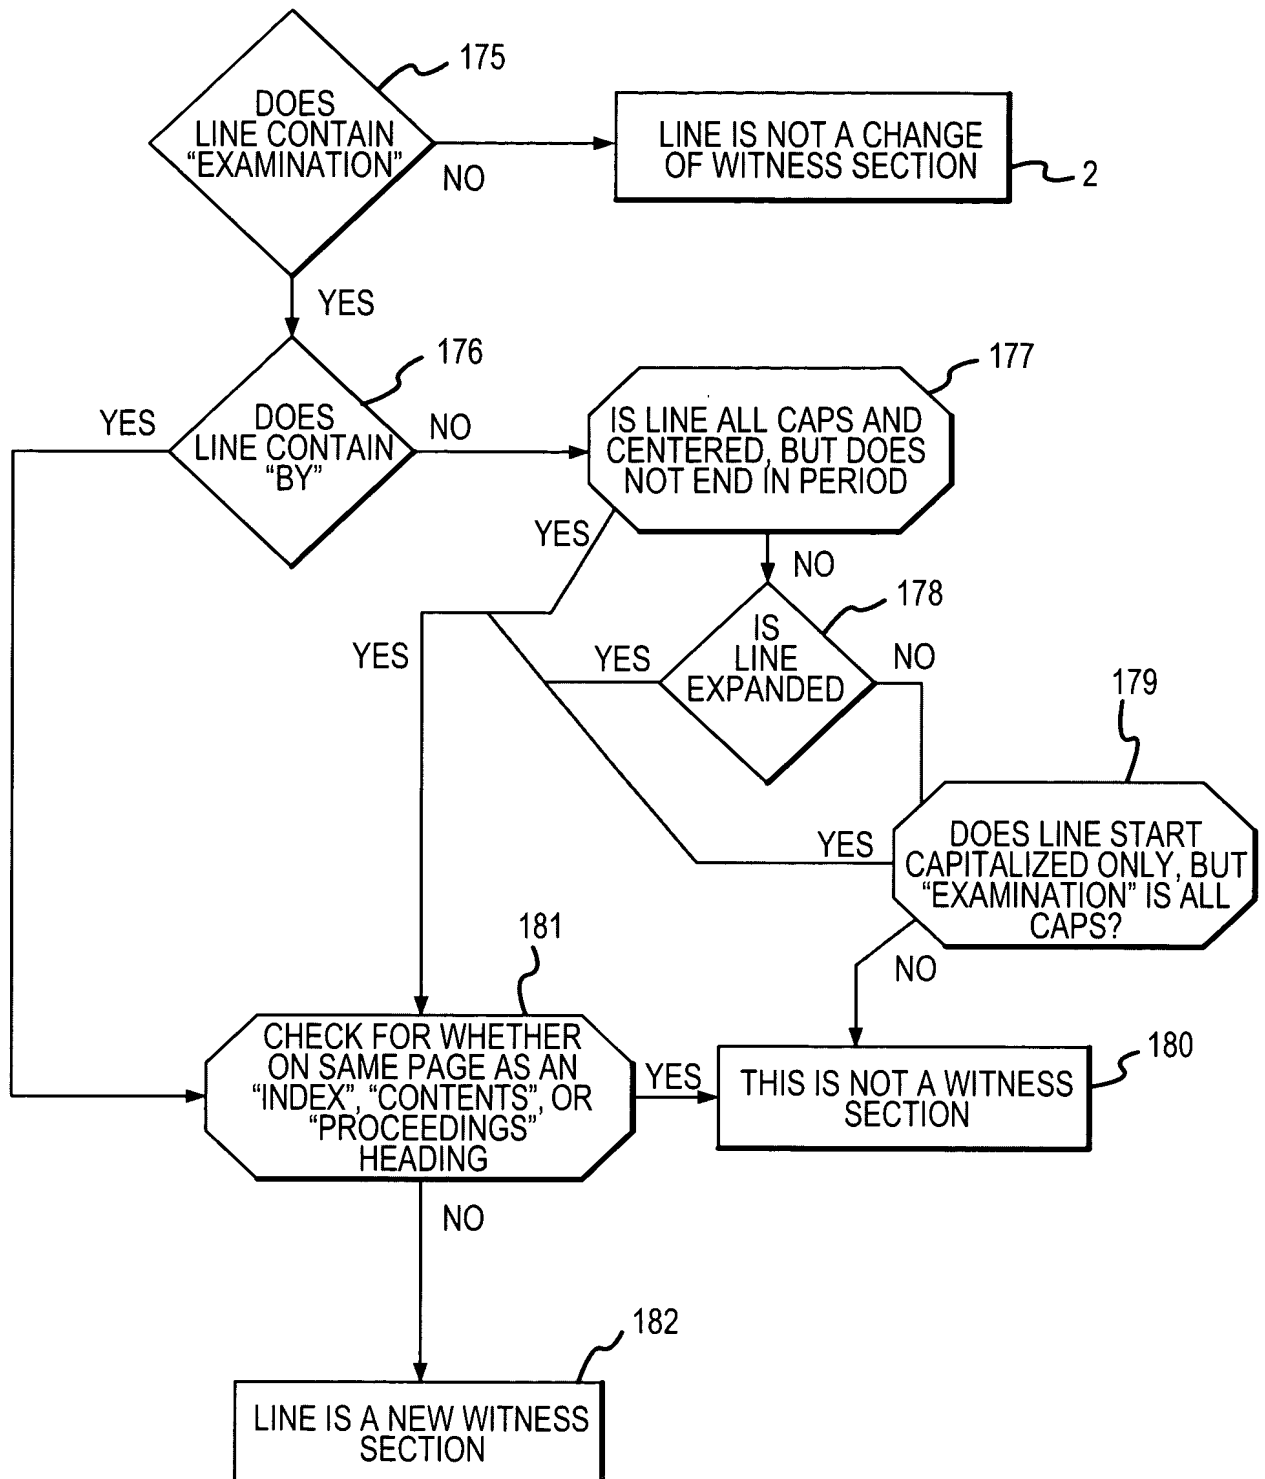 175
DOES
LINE CONTAIN
“EXAMINATION”
NO
LINE IS NOT A CHANGE
OF WITNESS SECTION
2
YES
176
DOES
LINE CONTAIN
“BY”
YES
NO
177
IS LINE ALL CAPS AND
CENTERED, BUT DOES
NOT END IN PERIOD
YES
NO
178
IS
LINE
EXPANDED
YES
NO
YES
179
DOES LINE START
CAPITALIZED ONLY, BUT
“EXAMINATION” IS ALL
CAPS?
YES
NO
181
CHECK FOR WHETHER
ON SAME PAGE AS AN
“INDEX”, “CONTENTS”, OR
“PROCEEDINGS”
HEADING
YES
180
THIS IS NOT A WITNESS
SECTION
NO
182
LINE IS A NEW WITNESS
SECTION